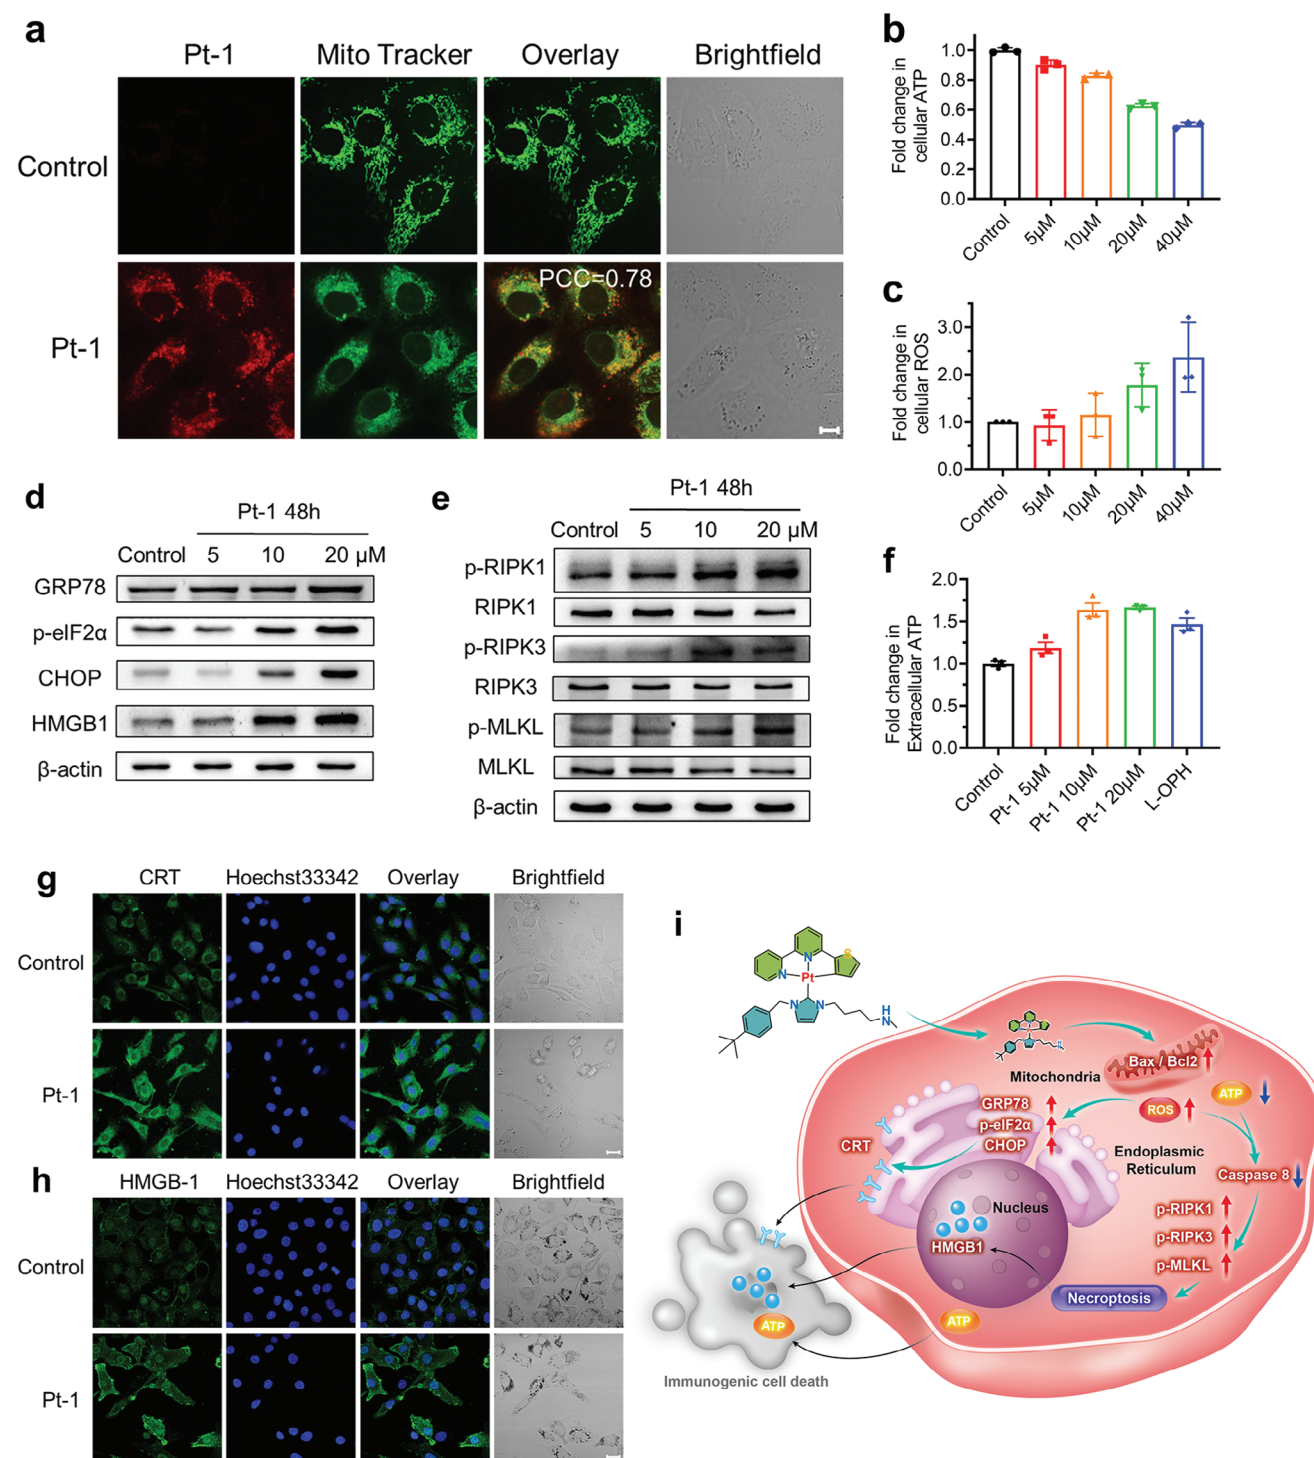 a
Pt-1 Mito Tracker Overlay Brightfield
Control
Pt-1
PCC=0.78
b
Fold change in
cellular ATP
1.0
0.8
0.6
0.4
0.2
0.0
Control 5µM 10µM 20µM 40µM
c
Fold change in
cellular ROS
3.0
2.0
1.0
0.0
Control 5µM 10µM 20µM 40µM
d
Pt-1 48h
Control 5 10 20 µM
GRP78
p-eIF2α
CHOP
HMGB1
β-actin
e
Pt-1 48h
Control 5 10 20 µM
p-RIPK1
RIPK1
p-RIPK3
RIPK3
p-MLKL
MLKL
β-actin
f
Fold change in
Extracellular ATP
2.0
1.5
1.0
0.5
0.0
Control Pt-1 5µM Pt-1 10µM Pt-1 20µM L-OPH
g
CRT Hoechst33342 Overlay Brightfield
Control
Pt-1
h
HMGB-1 Hoechst33342 Overlay Brightfield
Control
Pt-1
i
S
N
N
Pt
N
N
H
N
Bax / Bcl2
Mitochondria
ATP
ROS
GRP78
p-eIF2α
CHOP
CRT
Endoplasmic
Reticulum
Caspase 8
Nucleus
HMGB1
p-RIPK1
p-RIPK3
p-MLKL
Necroptosis
ATP
ATP
Immunogenic cell death